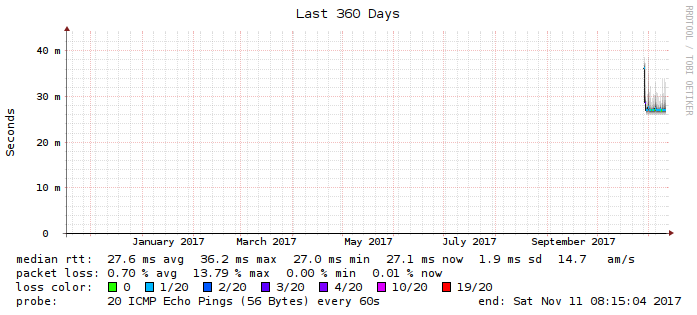 Last 360 Days
RRDTOOL / TOBI OETIKER
Seconds
40 m
30 m
20 m
10 m
0
January 2017 March 2017 May 2017 July 2017 September 2017
median rtt: 27.6 ms avg 36.2 ms max 27.0 ms min 27.1 ms now 1.9 ms sd 14.7 am/s
packet loss: 0.70 % avg 13.79 % max 0.00 % min 0.01 % now
loss color: 0 1/20 2/20 3/20 4/20 10/20 19/20
probe: 20 ICMP Echo Pings (56 Bytes) every 60s end: Sat Nov 11 08:15:04 2017